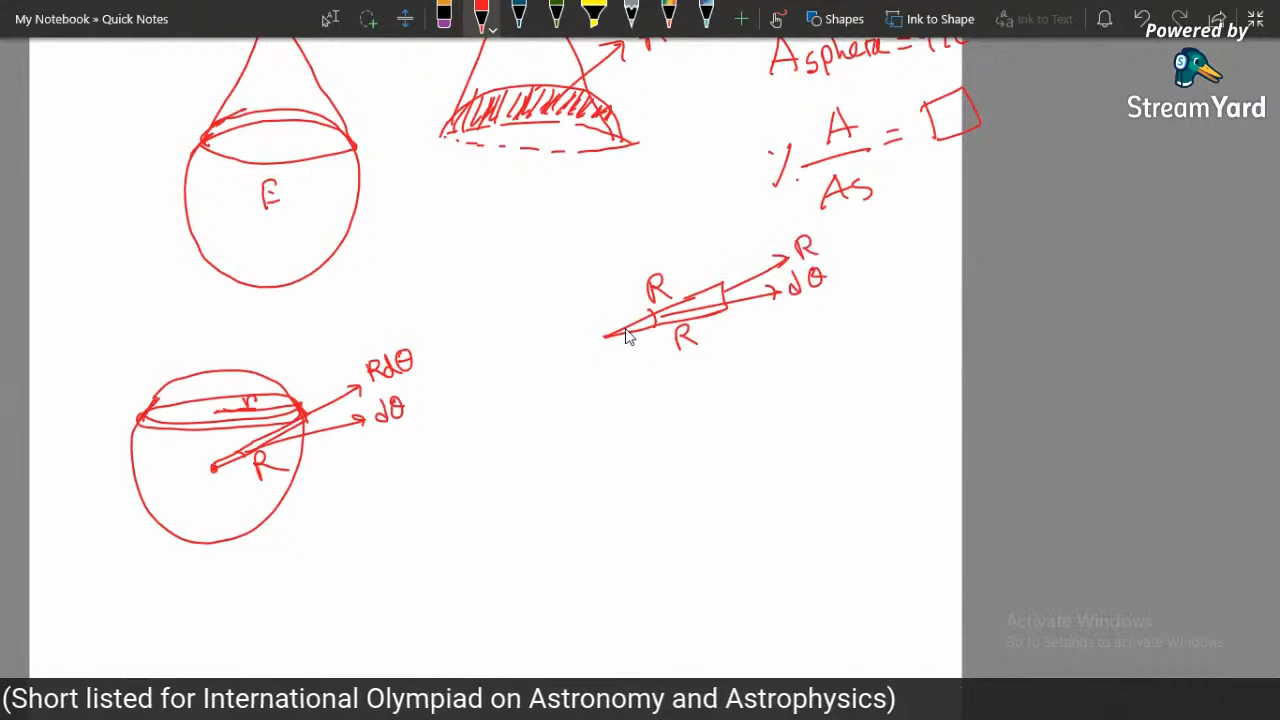 My Notebook » Quick Notes
Shapes
Ink to Shape
Ink to Text
Powered by
StreamYard
A sphere =
% A/As =
E
R
dθ
R
R
Rdθ
dθ
r
R
Activate Windows
Go to Settings to activate Windows.
(Short listed for International Olympiad on Astronomy and Astrophysics)